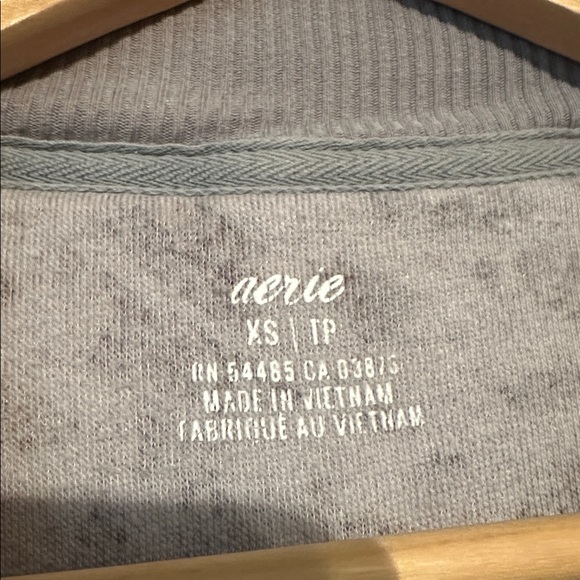 aerie
XS | TP
RN 54485 CA 03875
MADE IN VIETNAM
FABRIQUÉ AU VIETNAM